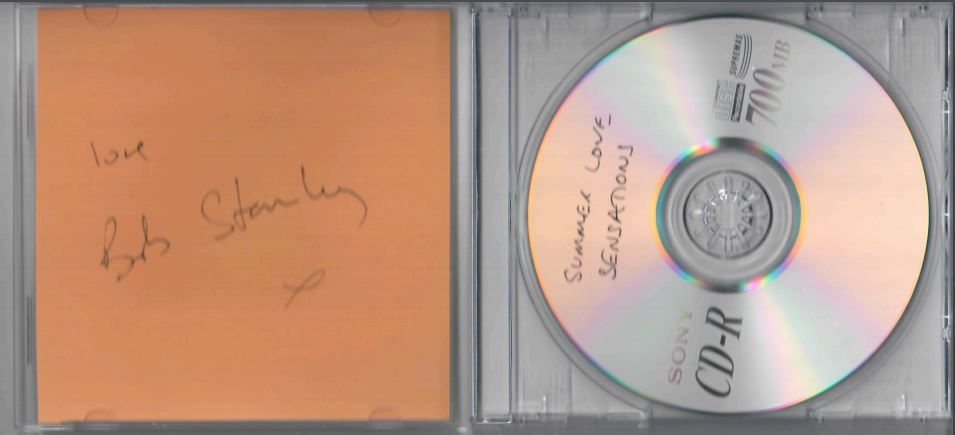 love
Bob Stanley
x
SUMMER LOVE
SENSATIONS
SONY
CD-R
700MB
SUPREMAS